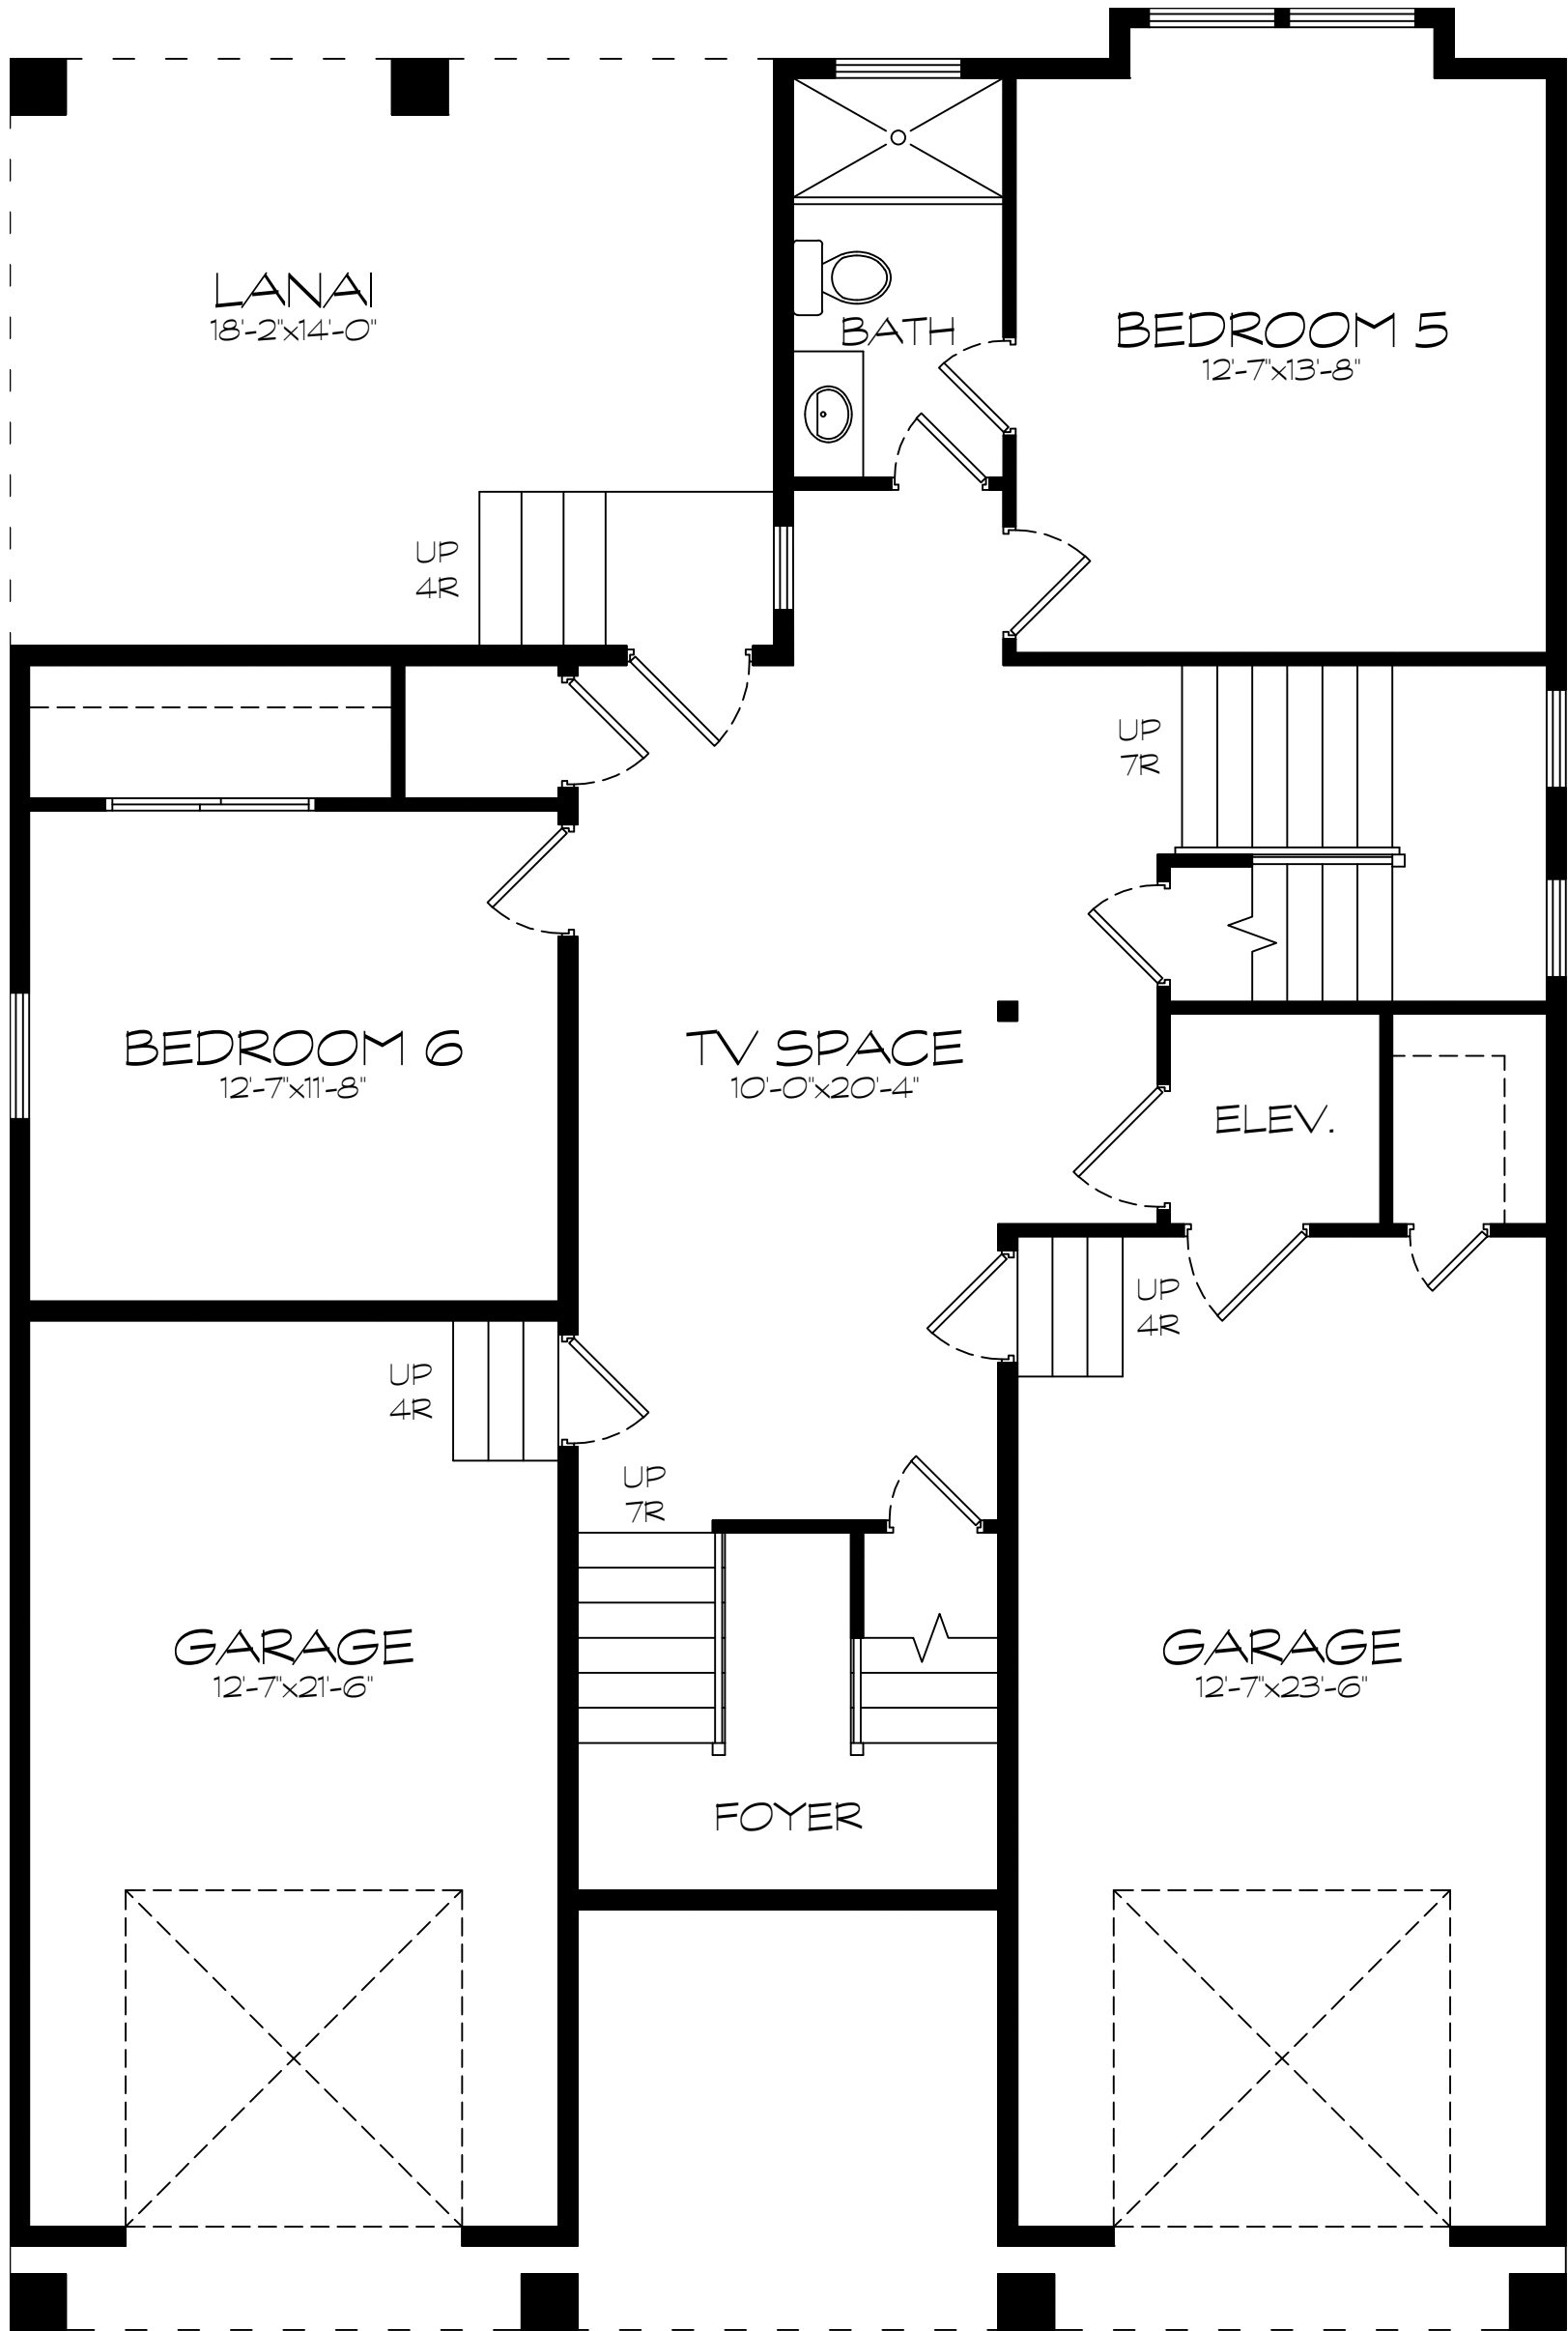 LANAI
18'-2"x14'-0"
BATH
BEDROOM 5
12'-7"x13'-8"
UP
4R
UP
7R
BEDROOM 6
12'-7"x11'-8"
TV SPACE
10'-0"x20'-4"
ELEV.
UP
4R
UP
4R
UP
7R
GARAGE
12'-7"x21'-6"
GARAGE
12'-7"x23'-6"
FOYER